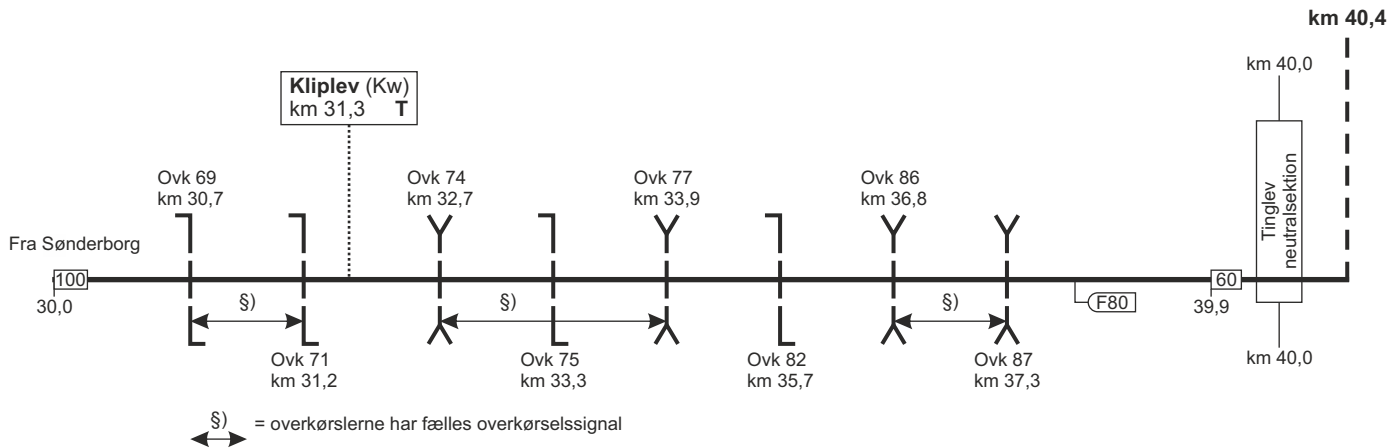 km 40,4
km 40,0
Kliplev (Kw)
km 31,3 T
Ovk 69
km 30,7
Ovk 74
km 32,7
Ovk 77
km 33,9
Ovk 86
km 36,8
Tinglev
neutralsektion
Fra Sønderborg
100
30,0
§)
§)
§)
F80
60
39,9
Ovk 71
km 31,2
Ovk 75
km 33,3
Ovk 82
km 35,7
Ovk 87
km 37,3
km 40,0
§) = overkørslerne har fælles overkørselssignal